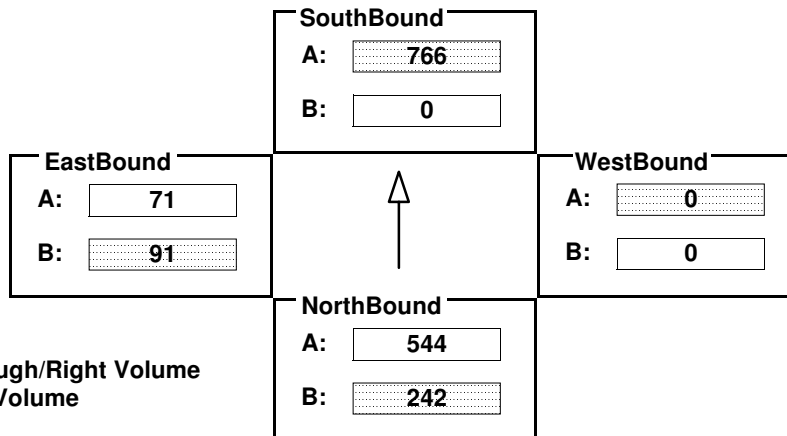 SouthBound
A: 766
B: 0
EastBound
A: 71
B: 91
WestBound
A: 0
B: 0
NorthBound
A: 544
B: 242
ugh/Right Volume
Volume